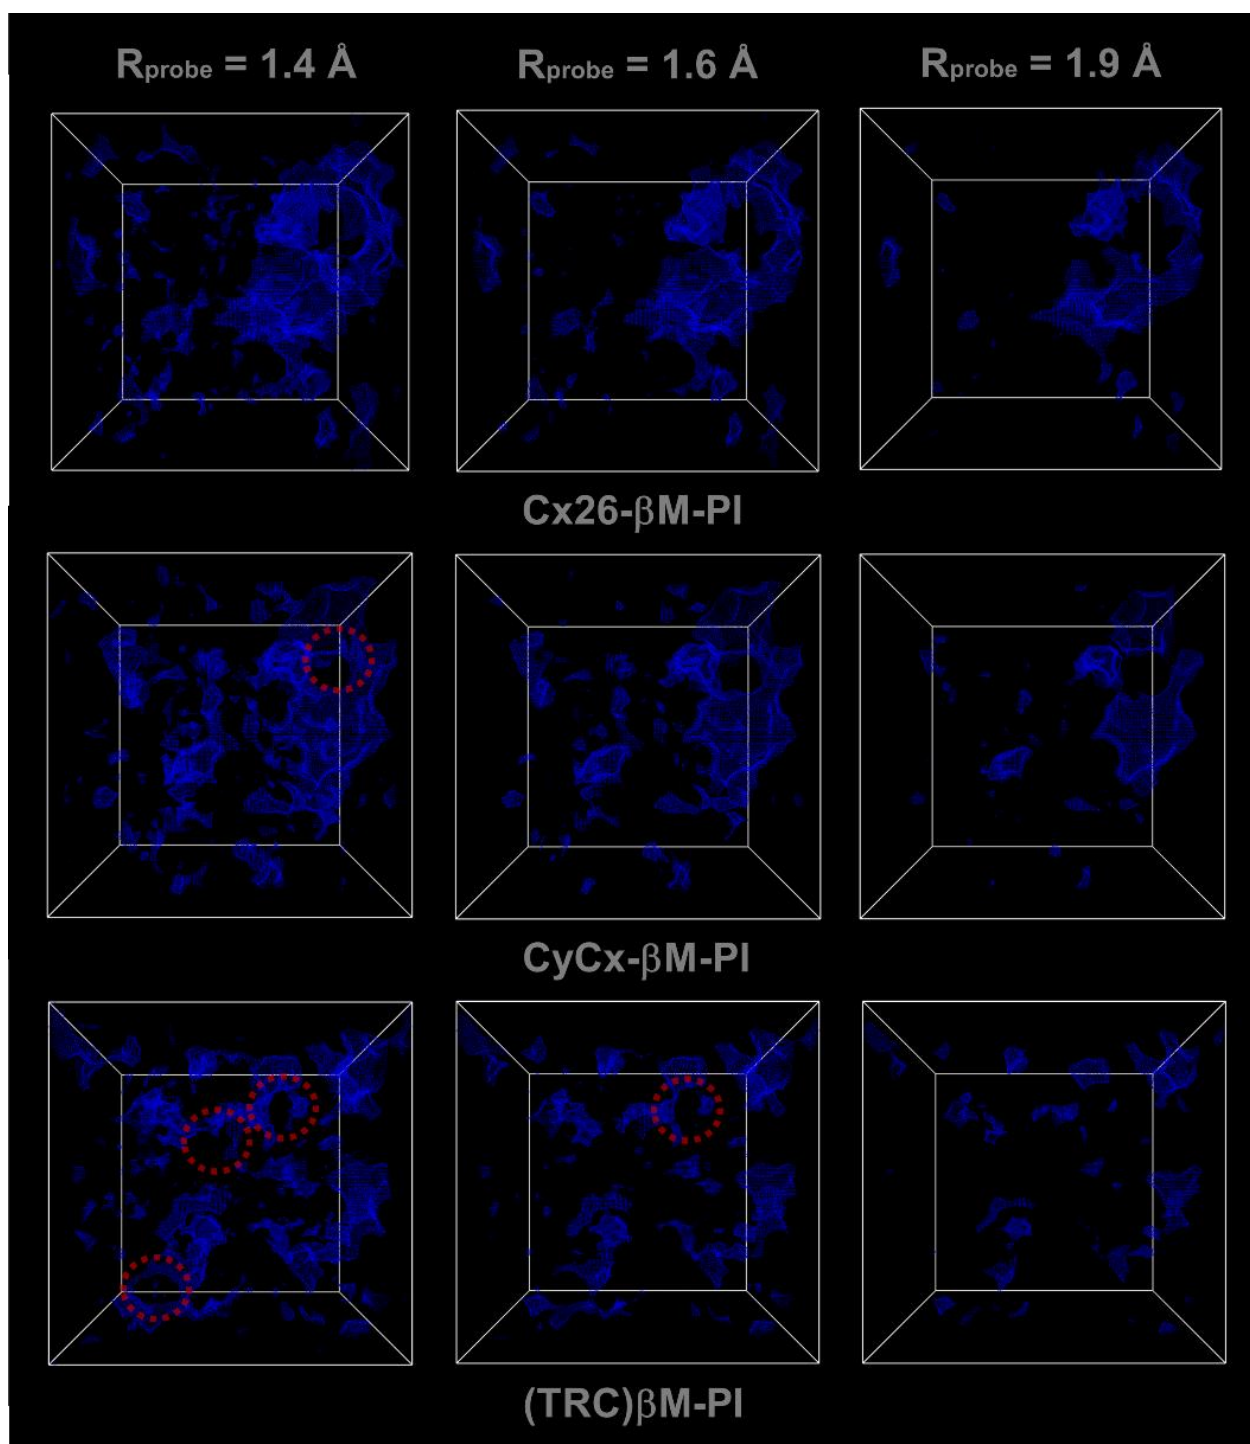 Rprobe = 1.4 Å
Rprobe = 1.6 Å
Rprobe = 1.9 Å
Cx26-βM-PI
CyCx-βM-PI
(TRC)βM-PI